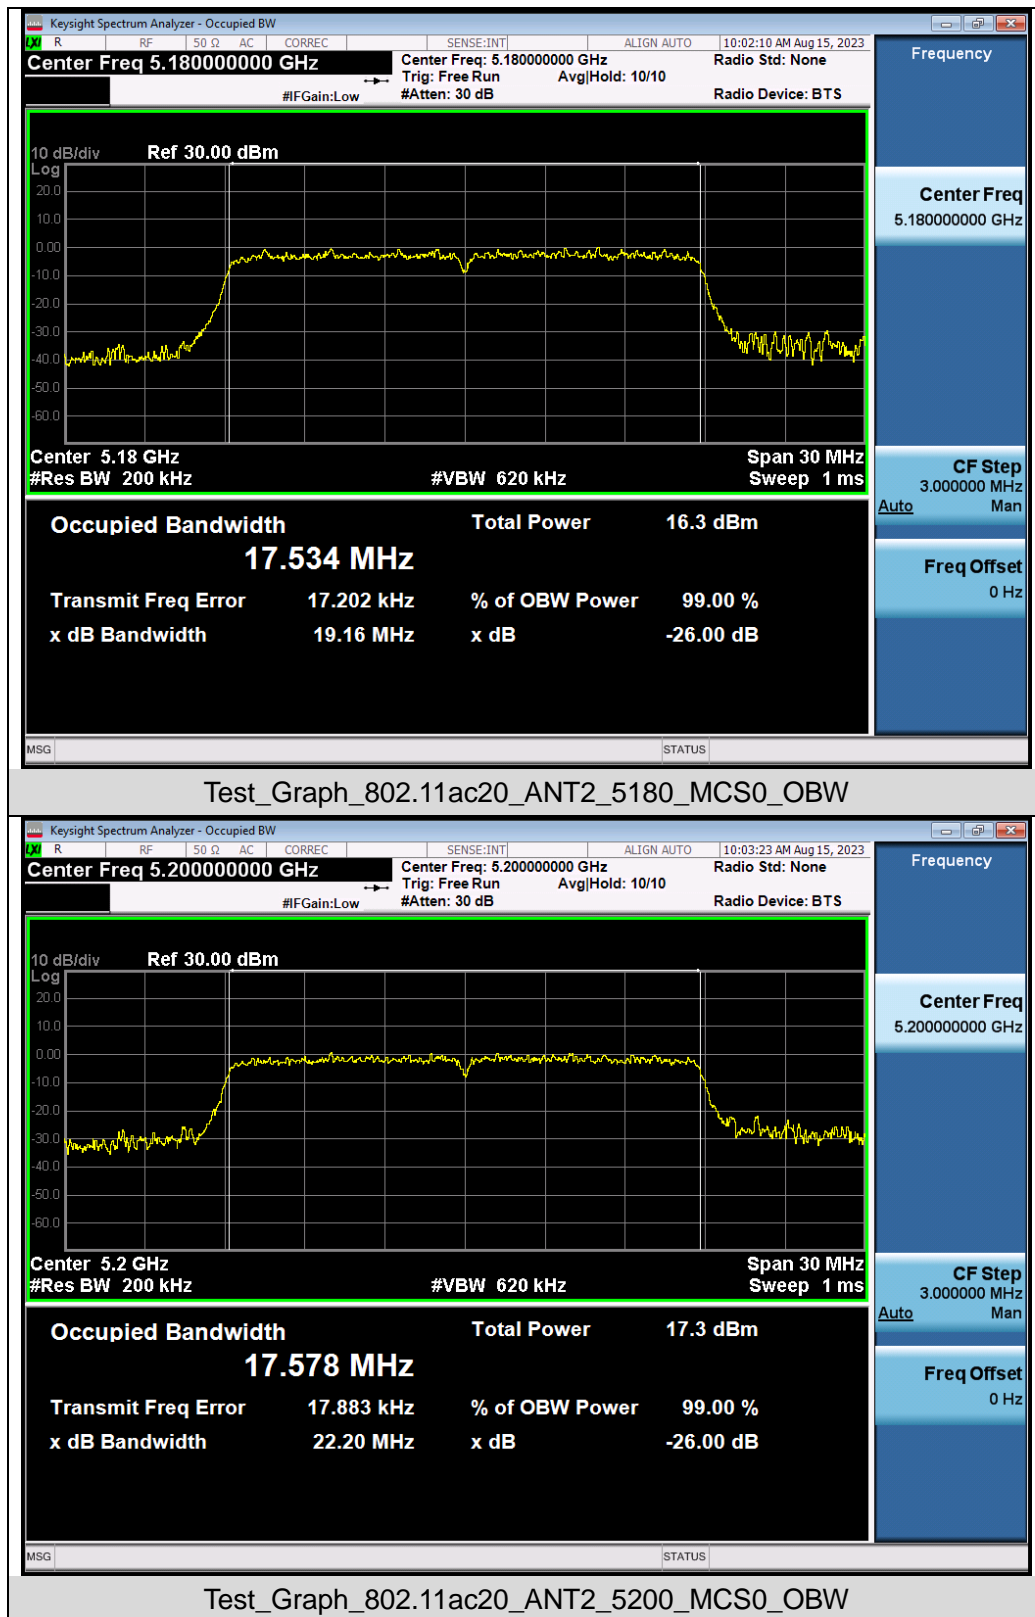 Keysight Spectrum Analyzer - Occupied BW
LXI R RF 50 Ω AC CORREC SENSE:INT ALIGN AUTO 10:02:10 AM Aug 15, 2023
Center Freq 5.180000000 GHz Center Freq: 5.180000000 GHz Radio Std: None
Trig: Free Run Avg|Hold: 10/10
#IFGain:Low #Atten: 30 dB Radio Device: BTS
Frequency
10 dB/div Ref 30.00 dBm
Log
20.0
10.0
0.00
-10.0
-20.0
-30.0
-40.0
-50.0
-60.0
Center Freq
5.180000000 GHz
Center 5.18 GHz Span 30 MHz
#Res BW 200 kHz #VBW 620 kHz Sweep 1 ms
CF Step
3.000000 MHz
Auto Man
Occupied Bandwidth Total Power 16.3 dBm
17.534 MHz
Transmit Freq Error 17.202 kHz % of OBW Power 99.00 %
x dB Bandwidth 19.16 MHz x dB -26.00 dB
Freq Offset
0 Hz
MSG STATUS
Test_Graph_802.11ac20_ANT2_5180_MCS0_OBW
Keysight Spectrum Analyzer - Occupied BW
LXI R RF 50 Ω AC CORREC SENSE:INT ALIGN AUTO 10:03:23 AM Aug 15, 2023
Center Freq 5.200000000 GHz Center Freq: 5.200000000 GHz Radio Std: None
Trig: Free Run Avg|Hold: 10/10
#IFGain:Low #Atten: 30 dB Radio Device: BTS
Frequency
10 dB/div Ref 30.00 dBm
Log
20.0
10.0
0.00
-10.0
-20.0
-30.0
-40.0
-50.0
-60.0
Center Freq
5.200000000 GHz
Center 5.2 GHz Span 30 MHz
#Res BW 200 kHz #VBW 620 kHz Sweep 1 ms
CF Step
3.000000 MHz
Auto Man
Occupied Bandwidth Total Power 17.3 dBm
17.578 MHz
Transmit Freq Error 17.883 kHz % of OBW Power 99.00 %
x dB Bandwidth 22.20 MHz x dB -26.00 dB
Freq Offset
0 Hz
MSG STATUS
Test_Graph_802.11ac20_ANT2_5200_MCS0_OBW